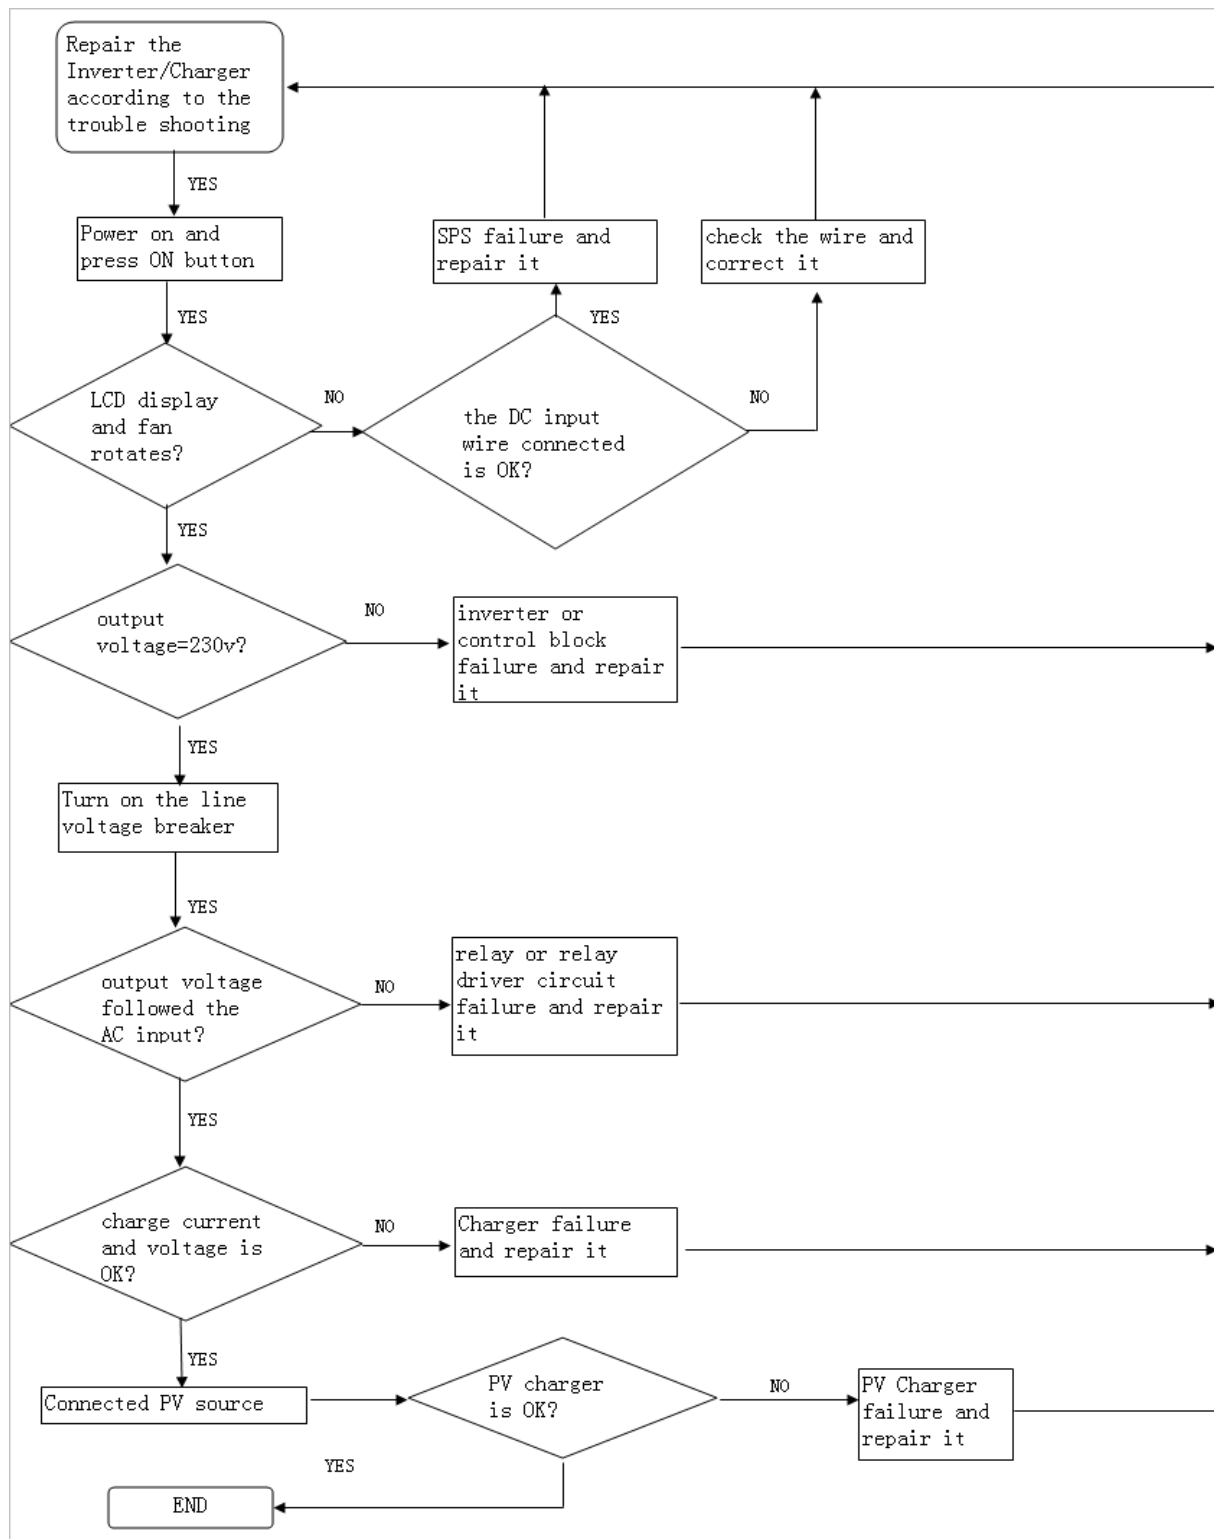 Repair the
Inverter/Charger
according to the
trouble shooting
YES
Power on and
press ON button
SPS failure and
repair it
check the wire and
correct it
YES
YES
LCD display
and fan
rotates?
NO
the DC input
wire connected
is OK?
NO
YES
output
voltage=230v?
NO
inverter or
control block
failure and repair
it
YES
Turn on the line
voltage breaker
YES
output voltage
followed the
AC input?
NO
relay or relay
driver circuit
failure and repair
it
YES
charge current
and voltage is
OK?
NO
Charger failure
and repair it
YES
Connected PV source
PV charger
is OK?
NO
PV Charger
failure and
repair it
YES
END